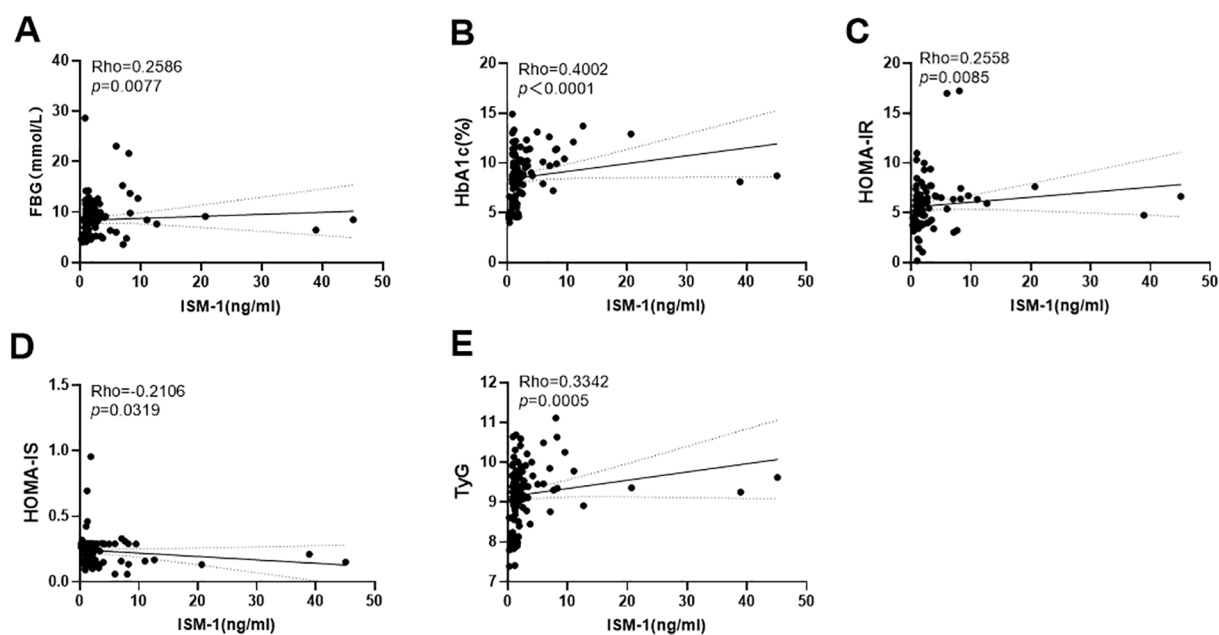 A
Rho=0.2586
p=0.0077
FBG (mmol/L)
40
30
20
10
0
0 10 20 30 40 50
ISM-1(ng/ml)
B
Rho=0.4002
p<0.0001
HbA1c(%)
20
15
10
5
0
0 10 20 30 40 50
ISM-1(ng/ml)
C
Rho=0.2558
p=0.0085
HOMA-IR
20
15
10
5
0
0 10 20 30 40 50
ISM-1(ng/ml)
D
Rho=-0.2106
p=0.0319
HOMA-IS
1.5
1.0
0.5
0.0
0 10 20 30 40 50
ISM-1(ng/ml)
E
Rho=0.3342
p=0.0005
TyG
12
11
10
9
8
7
0 10 20 30 40 50
ISM-1(ng/ml)